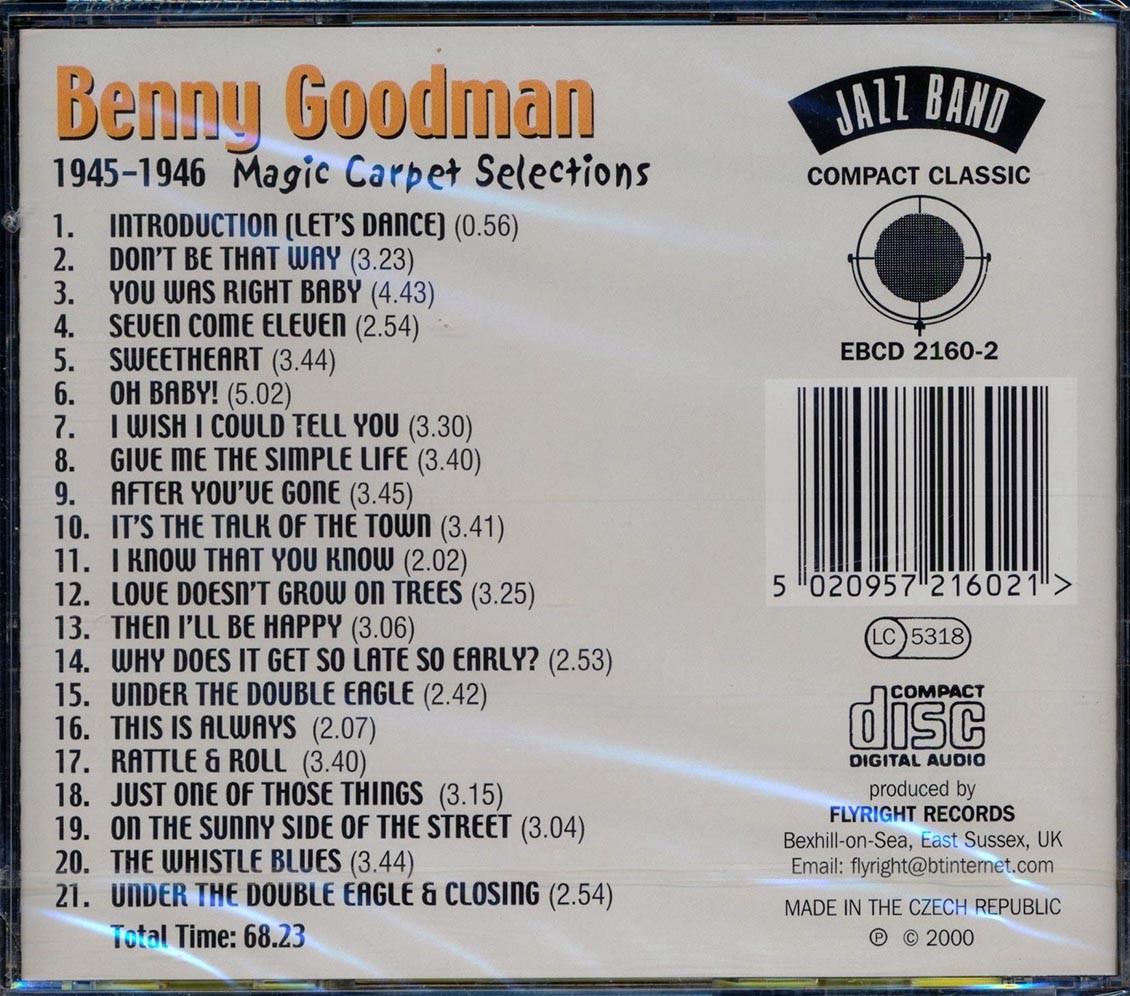 Benny Goodman
1945-1946 Magic Carpet Selections
1. INTRODUCTION (LET'S DANCE) (0.56)
2. DON'T BE THAT WAY (3.23)
3. YOU WAS RIGHT BABY (4.43)
4. SEVEN COME ELEVEN (2.54)
5. SWEETHEART (3.44)
6. OH BABY! (5.02)
7. I WISH I COULD TELL YOU (3.30)
8. GIVE ME THE SIMPLE LIFE (3.40)
9. AFTER YOU'VE GONE (3.45)
10. IT'S THE TALK OF THE TOWN (3.41)
11. I KNOW THAT YOU KNOW (2.02)
12. LOVE DOESN'T GROW ON TREES (3.25)
13. THEN I'LL BE HAPPY (3.06)
14. WHY DOES IT GET SO LATE SO EARLY? (2.53)
15. UNDER THE DOUBLE EAGLE (2.42)
16. THIS IS ALWAYS (2.07)
17. RATTLE & ROLL (3.40)
18. JUST ONE OF THOSE THINGS (3.15)
19. ON THE SUNNY SIDE OF THE STREET (3.04)
20. THE WHISTLE BLUES (3.44)
21. UNDER THE DOUBLE EAGLE & CLOSING (2.54)
Total Time: 68.23
JAZZ BAND
COMPACT CLASSIC
EBCD 2160-2
5 020957 216021 >
LC 5318
COMPACT
disc
DIGITAL AUDIO
produced by
FLYRIGHT RECORDS
Bexhill-on-Sea, East Sussex, UK
Email: flyright@btinternet.com
MADE IN THE CZECH REPUBLIC
℗ © 2000